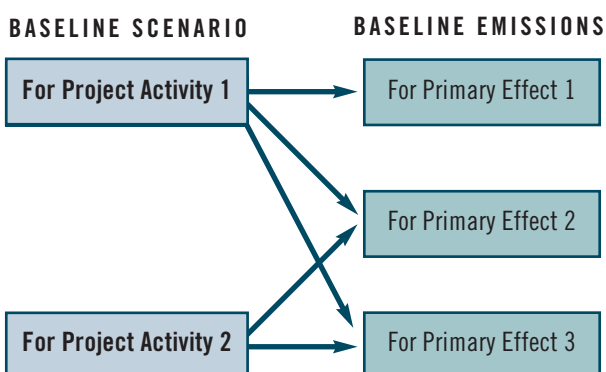 BASELINE SCENARIO
BASELINE EMISSIONS
For Project Activity 1
For Primary Effect 1
For Primary Effect 2
For Project Activity 2
For Primary Effect 3